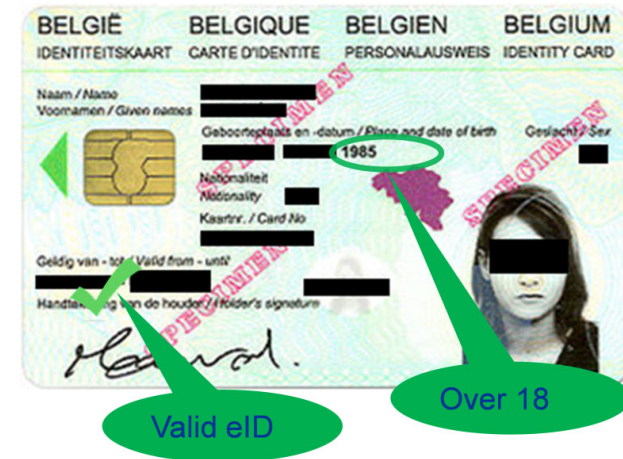 BELGIË BELGIQUE BELGIEN BELGIUM
IDENTITEITSKAART CARTE D'IDENTITE PERSONALAUSWEIS IDENTITY CARD
Naam / Name
Voornamen / Given names
SPECIMEN
Geboorteplaats en -datum / Place and date of birth Geslacht / Sex
1985
SPECIMEN
Nationaliteit
Nationality
Kaartnr. / Card No
Geldig van - tot / Valid from - until
SPECIMEN
van de houder / Holder's signature
Over 18
Valid eID